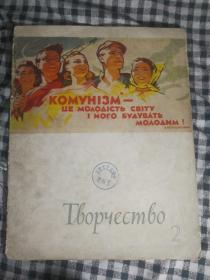 КОМУНІЗМ —
ЦЕ МОЛОДІСТЬ СВІТУ
І ЙОГО БУДУВАТЬ
МОЛОДИМ!
Творчество
2